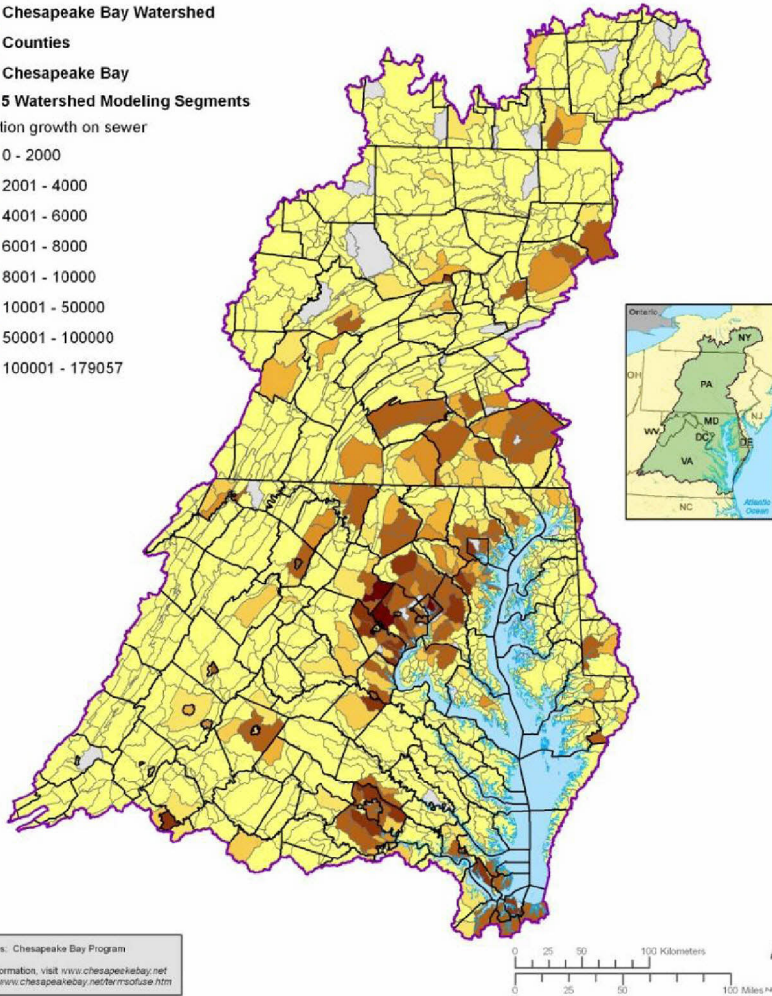 Chesapeake Bay Watershed
Counties
Chesapeake Bay
5 Watershed Modeling Segments
tion growth on sewer
0 - 2000
2001 - 4000
4001 - 6000
6001 - 8000
8001 - 10000
10001 - 50000
50001 - 100000
100001 - 179057
Ontario
NY
OH
PA
NJ
MD
WV
DC
DE
VA
NC
Atlantic
Ocean
s: Chesapeake Bay Program
ormation, visit www.chesapeakebay.net
www.chesapeakebay.net/termsofuse.htm
0 25 50 100 Kilometers
0 25 50 100 Miles